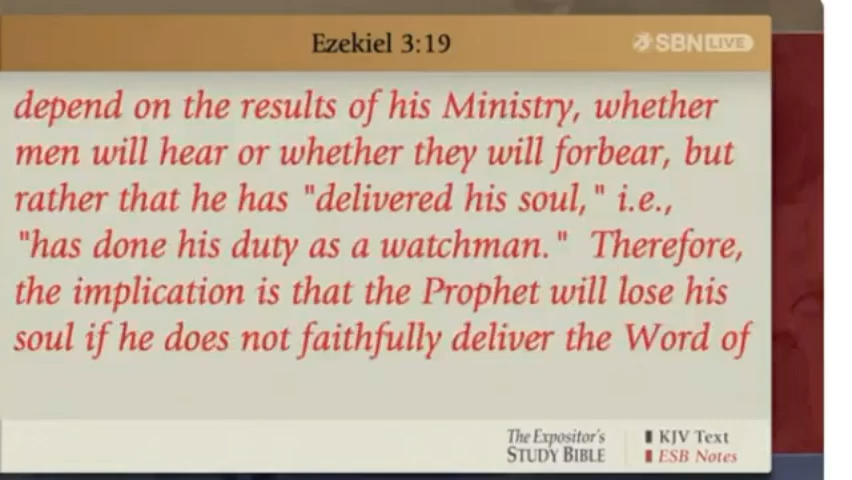 Ezekiel 3:19
SBN LIVE
depend on the results of his Ministry, whether
men will hear or whether they will forbear, but
rather that he has "delivered his soul," i.e.,
"has done his duty as a watchman." Therefore,
the implication is that the Prophet will lose his
soul if he does not faithfully deliver the Word of
The Expositor's
STUDY BIBLE
KJV Text
ESB Notes